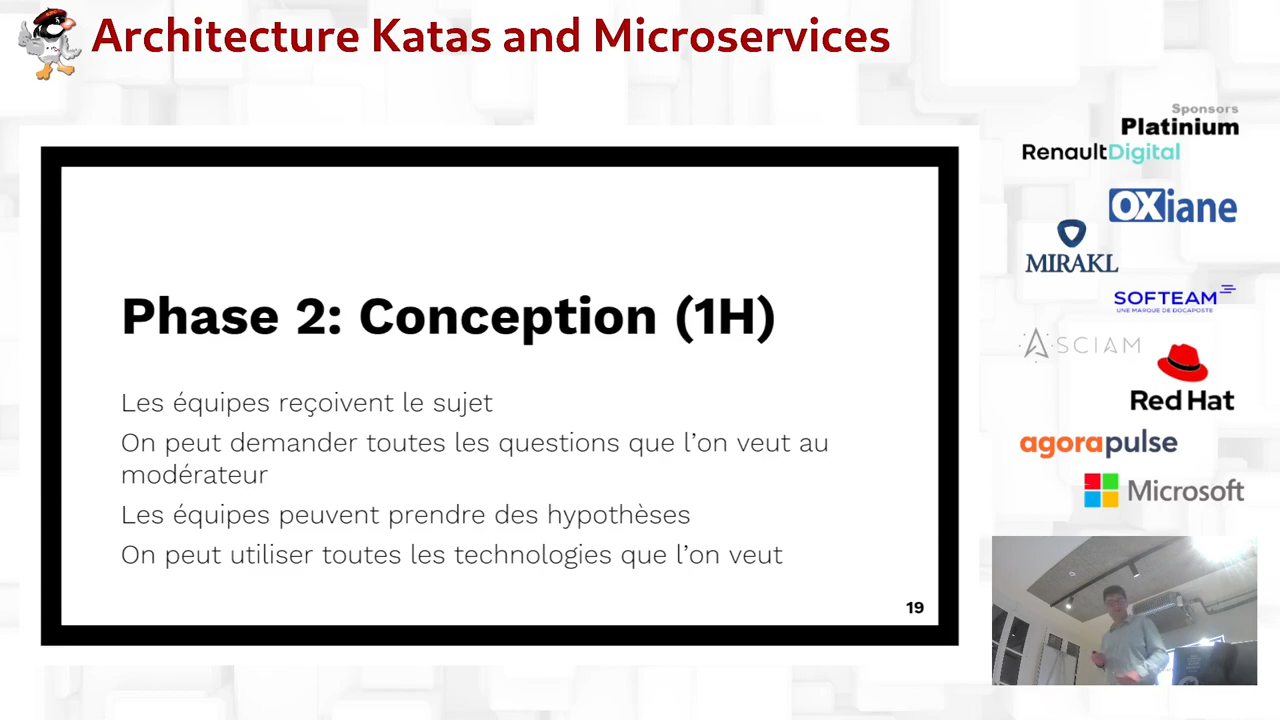 Architecture Katas and Microservices
Sponsors
Platinium
RenaultDigital
OXiane
MIRAKL
SOFTEAM
UNE MARQUE DE DOCAPOSTE
ASCIAM
Red Hat
agorapulse
Microsoft
Phase 2: Conception (1H)
Les équipes reçoivent le sujet
On peut demander toutes les questions que l’on veut au
modérateur
Les équipes peuvent prendre des hypothèses
On peut utiliser toutes les technologies que l’on veut
19